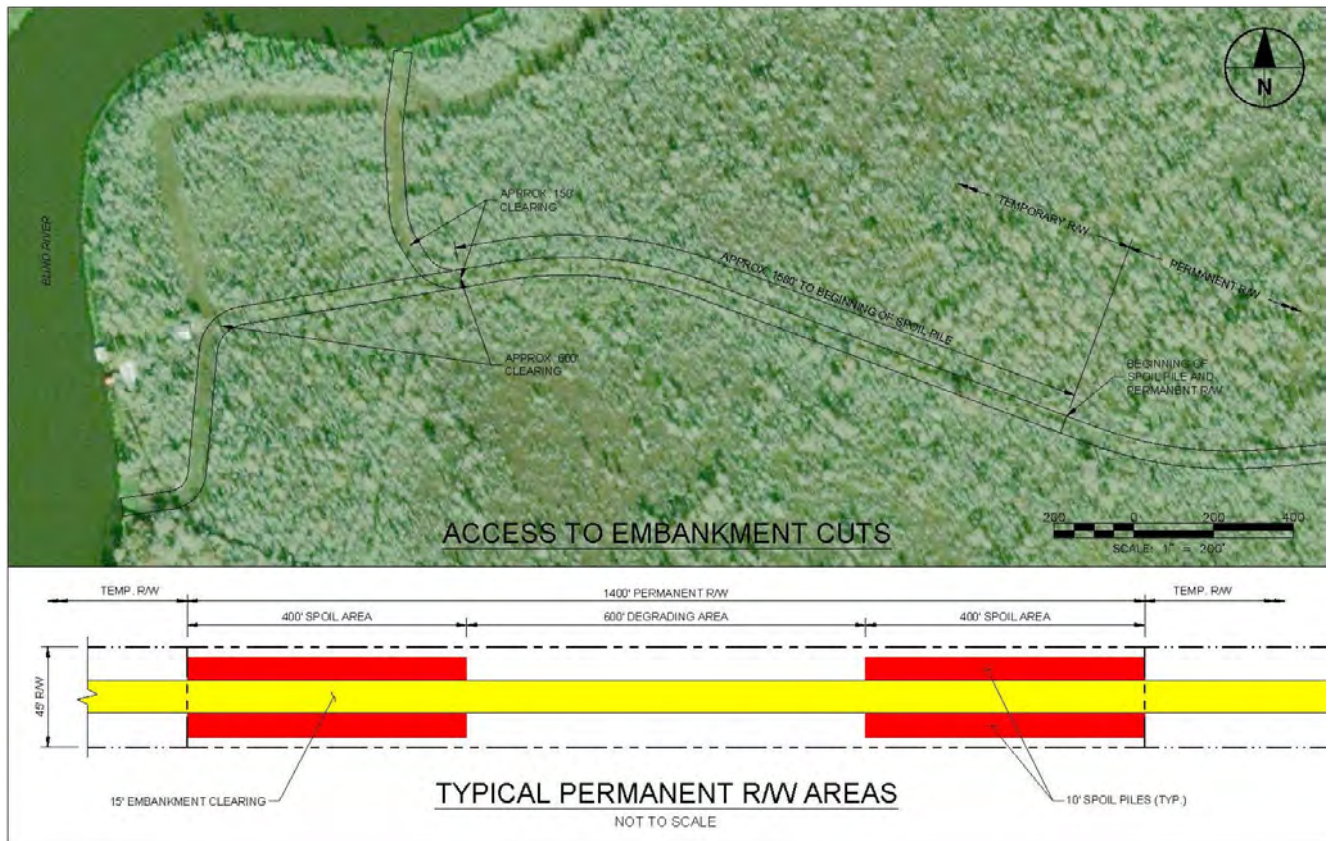 N
BLIND RIVER
APPROX. 150'
CLEARING
TEMPORARY R/W
PERMANENT R/W
APPROX. 1580' TO BEGINNING OF SPOIL PILE
APPROX. 600'
CLEARING
BEGINNING OF
SPOIL PILE AND
PERMANENT R/W
ACCESS TO EMBANKMENT CUTS
200 0 200 400
SCALE: 1" = 200'
TEMP. R/W
1400' PERMANENT R/W
TEMP. R/W
400' SPOIL AREA
600' DEGRADING AREA
400' SPOIL AREA
45' R/W
15' EMBANKMENT CLEARING
TYPICAL PERMANENT R/W AREAS
10' SPOIL PILES (TYP.)
NOT TO SCALE